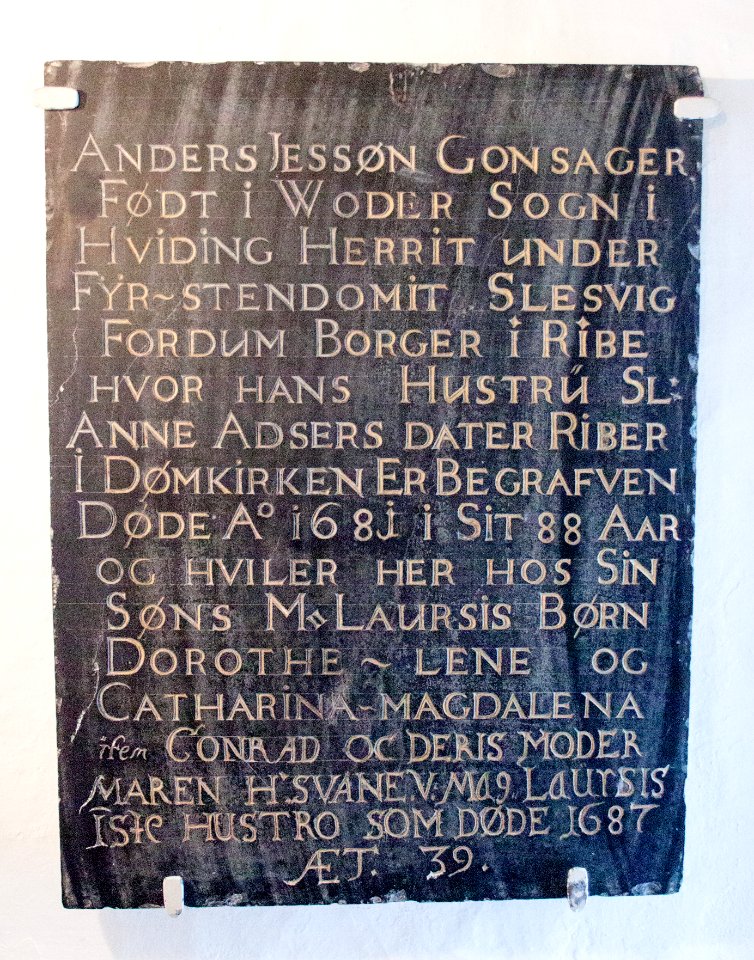 ANDERS JESSØN GONSAGER
FØDT I WODER SOGN I
HVIDING HERRIT UNDER
FYR~STENDOMIT SLESVIG
FORDUM BORGER I RIBE
HVOR HANS HUSTRŰ SL:
ANNE ADSERS DATER RIBER
I DØMKIRKEN ER BEGRAFVEN
DØDE A° 1681 I SIT 88 AAR
OG HVILER HER HOS SIN
SØNS M: LAURSIS BØRN
DOROTHE ~ LENE OG
CATHARINA~MAGDALENA
item CONRAD OC DERIS MODER
MAREN H:SVANE.V: Mag. LaursIS
Iste HUSTRO SOM DØDE 1687
ÆT. 39.